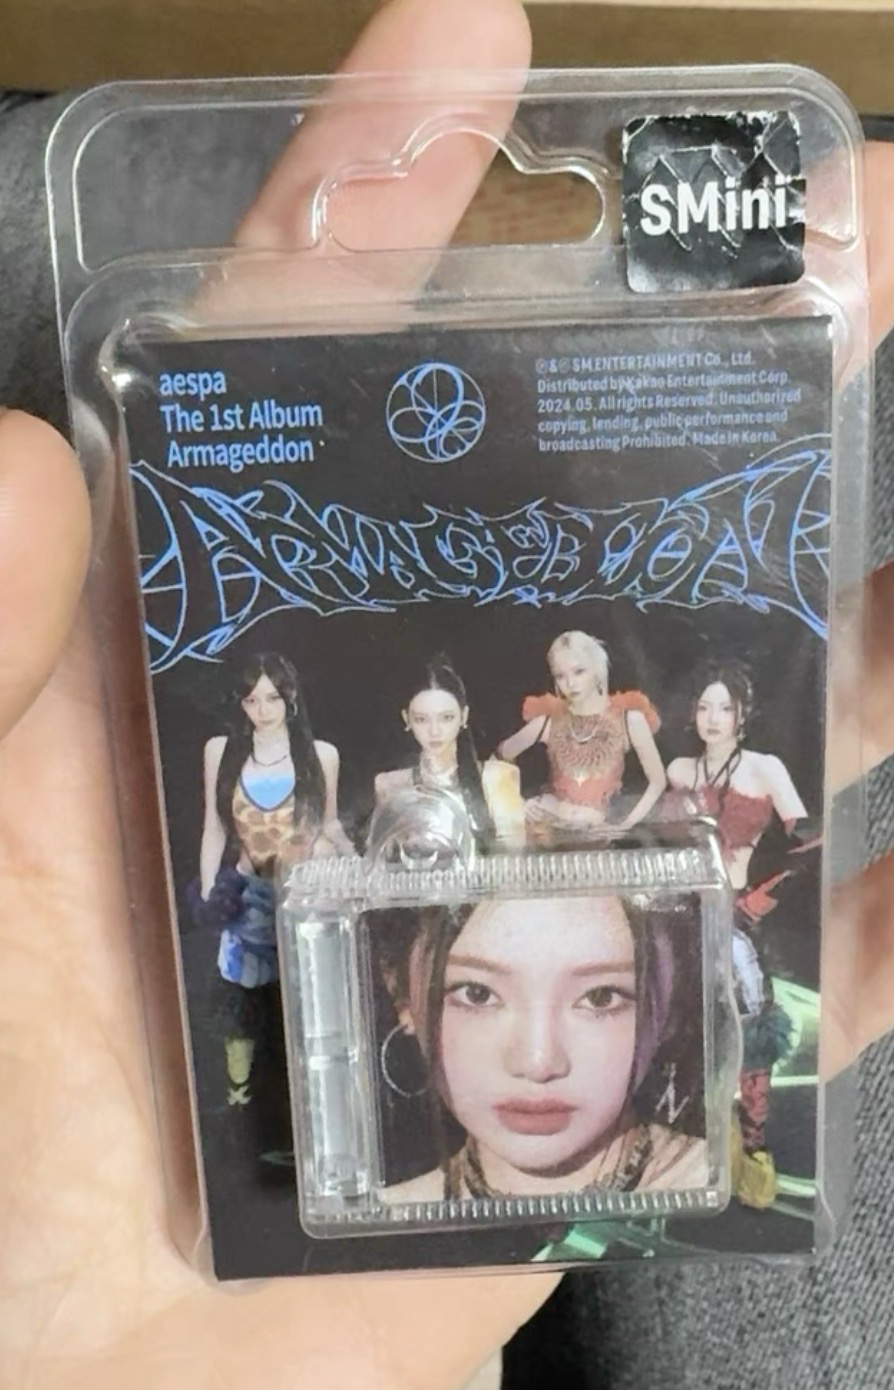 SMini
aespa
The 1st Album
Armageddon
℗&© SM.ENTERTAINMENT Co., Ltd.
Distributed by Kakao Entertainment Corp.
2024.05. All rights Reserved. Unauthorized
copying, lending, public performance and
broadcasting Prohibited. Made in Korea.
ARMAGEDDON